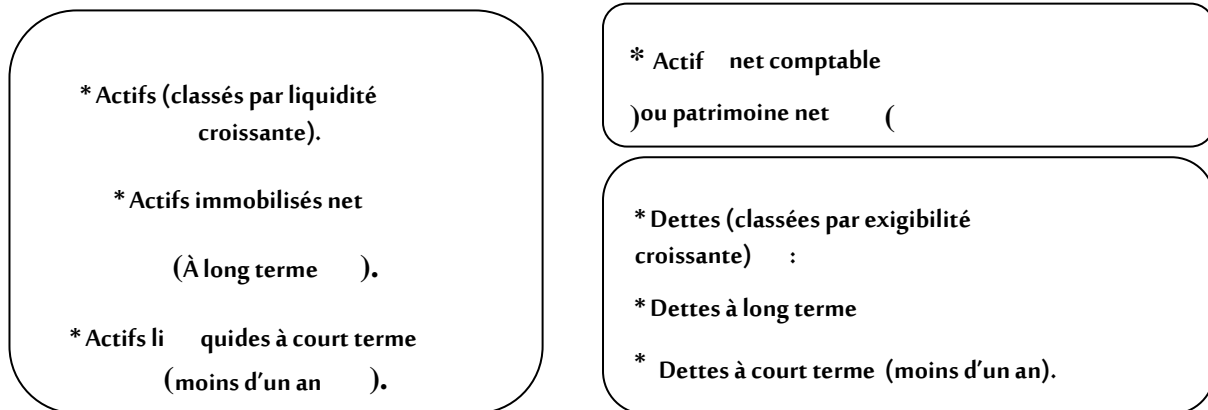 * Actifs (classés par liquidité
croissante).
* Actifs immobilisés net
(À long terme ).
* Actifs li quides à court terme
(moins d’un an ).
* Actif net comptable
)ou patrimoine net (
* Dettes (classées par exigibilité
croissante) :
* Dettes à long terme
* Dettes à court terme (moins d’un an).